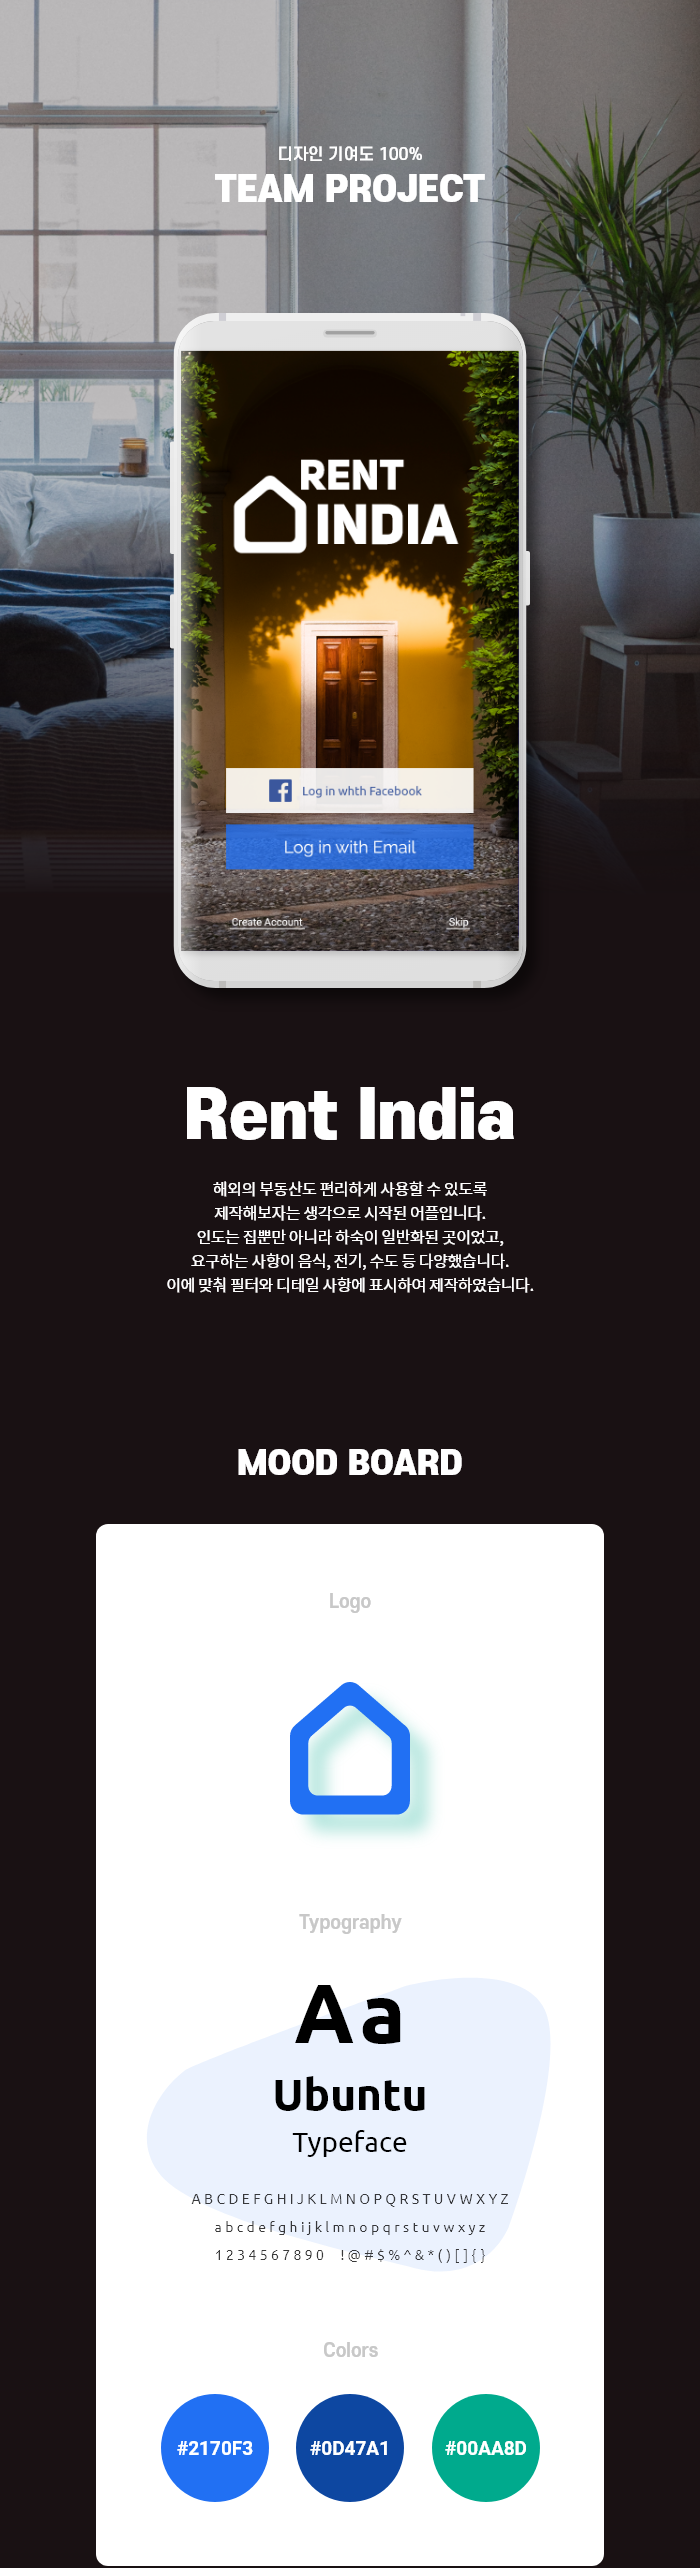 디자인 기여도 100%
TEAM PROJECT
RENT
INDIA
Log in whth Facebook
Log in with Email
Create Account
Skip
Rent India
해외의 부동산도 편리하게 사용할 수 있도록
제작해보자는 생각으로 시작된 어플입니다.
인도는 집뿐만 아니라 하숙이 일반화된 곳이었고,
요구하는 사항이 음식, 전기, 수도 등 다양했습니다.
이에 맞춰 필터와 디테일 사항에 표시하여 제작하였습니다.
MOOD BOARD
Logo
Typography
Aa
Ubuntu
Typeface
A B C D E F G H I J K L M N O P Q R S T U V W X Y Z
a b c d e f g h i j k l m n o p q r s t u v w x y z
1 2 3 4 5 6 7 8 9 0 ! @ # $ % ^ & * ( ) [ ] { }
Colors
#2170F3 #0D47A1 #00AA8D